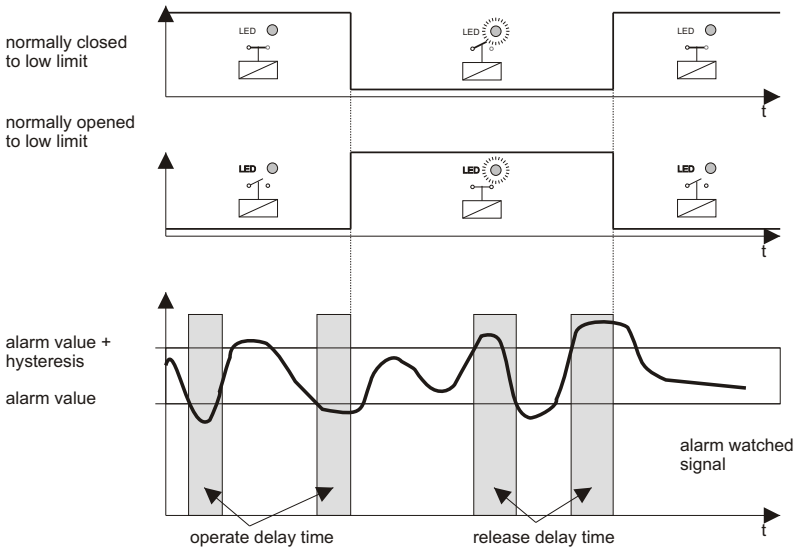 normally closed
to low limit
LED
LED
LED
t
normally opened
to low limit
LED
LED
LED
t
alarm value +
hysteresis
alarm value
alarm watched
signal
operate delay time
release delay time
t